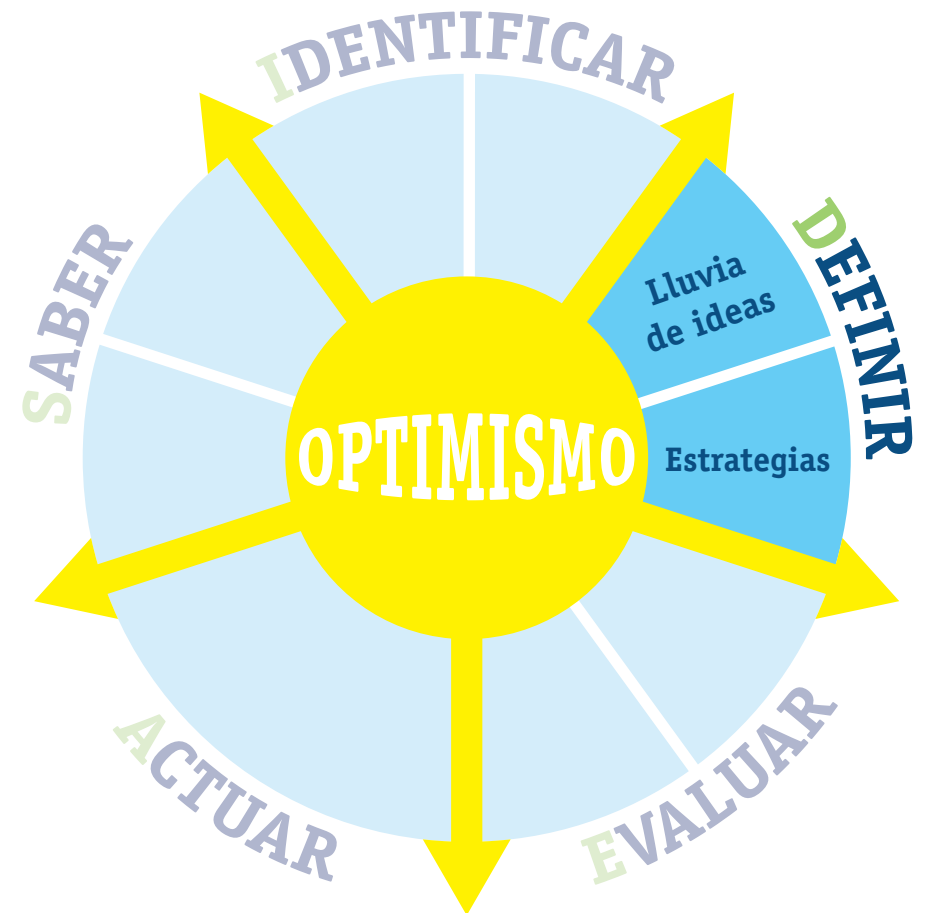 IDENTIFICAR
DEFINIR
Lluvia
de ideas
Estrategias
EVALUAR
ACTUAR
SABER
OPTIMISMO